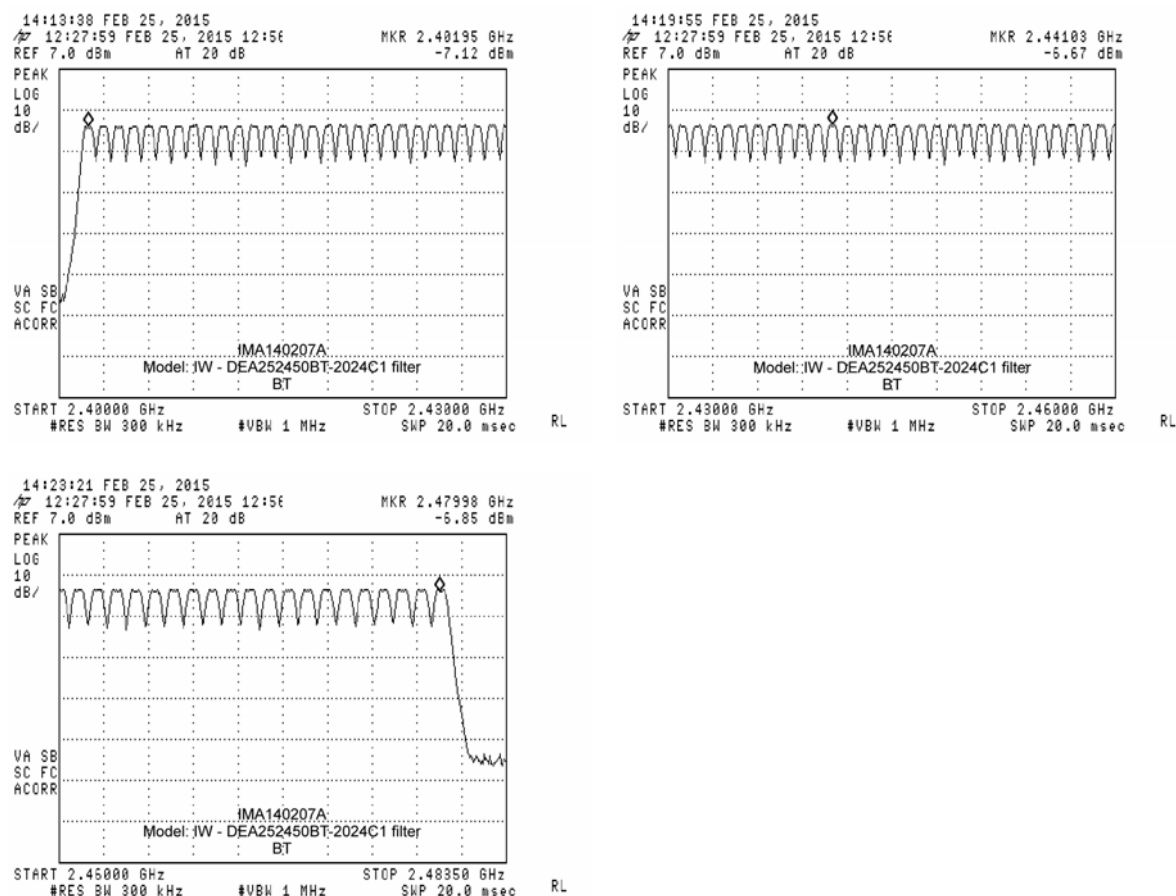 14:13:38 FEB 25, 2015
hp 12:27:59 FEB 25, 2015 12:56
MKR 2.40195 GHz
REF 7.0 dBm AT 20 dB -7.12 dBm
PEAK
LOG
10
dB/
VA SB
SC FC
ACORR
IMA140207A
Model: IW - DEA252450BT-2024C1 filter
BT
START 2.40000 GHz STOP 2.43000 GHz
#RES BW 300 kHz #VBW 1 MHz SWP 20.0 msec
RL
14:19:55 FEB 25, 2015
hp 12:27:59 FEB 25, 2015 12:56
MKR 2.44103 GHz
REF 7.0 dBm AT 20 dB -6.67 dBm
PEAK
LOG
10
dB/
VA SB
SC FC
ACORR
IMA140207A
Model: IW - DEA252450BT-2024C1 filter
BT
START 2.43000 GHz STOP 2.46000 GHz
#RES BW 300 kHz #VBW 1 MHz SWP 20.0 msec
RL
14:23:21 FEB 25, 2015
hp 12:27:59 FEB 25, 2015 12:56
MKR 2.47998 GHz
REF 7.0 dBm AT 20 dB -6.85 dBm
PEAK
LOG
10
dB/
VA SB
SC FC
ACORR
IMA140207A
Model: IW - DEA252450BT-2024C1 filter
BT
START 2.46000 GHz STOP 2.48350 GHz
#RES BW 300 kHz #VBW 1 MHz SWP 20.0 msec
RL